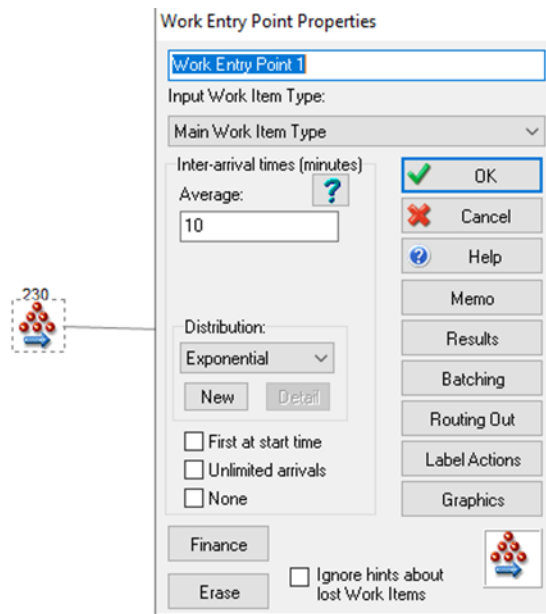 Work Entry Point Properties
Work Entry Point 1
Input Work Item Type:
Main Work Item Type
Inter-arrival times (minutes)
Average:
?
10
Distribution:
Exponential
New
Detail
First at start time
Unlimited arrivals
None
Finance
Erase
Ignore hints about
lost Work Items
OK
Cancel
? Help
Memo
Results
Batching
Routing Out
Label Actions
Graphics
230